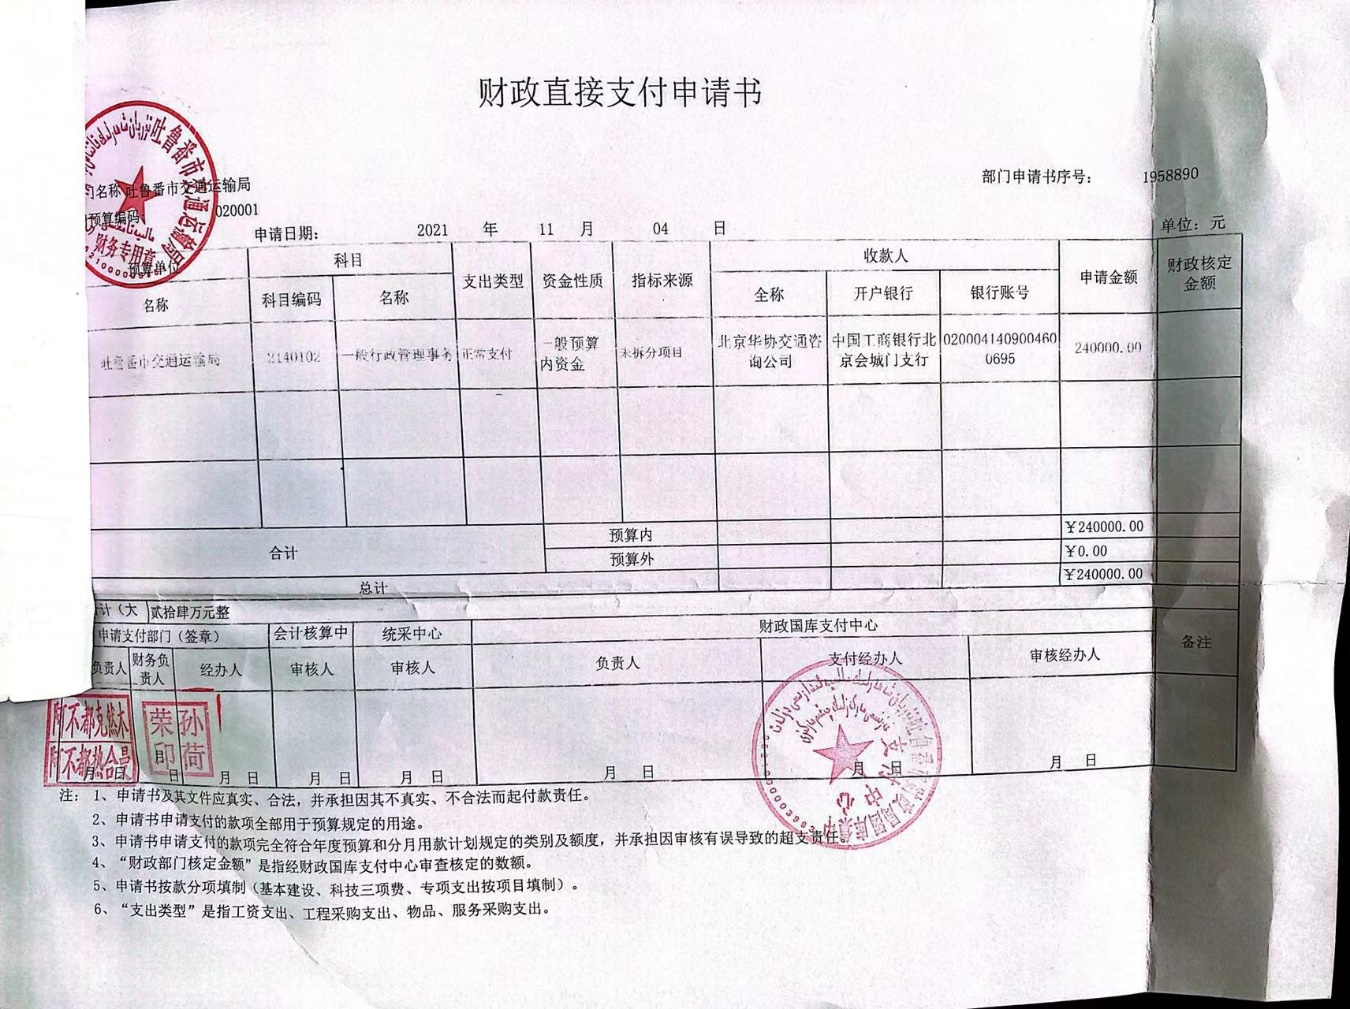 财政直接支付申请书
部门申请书序号: 1958890
名称 吐鲁番市交通运输局
预算编码: 020001
申请日期: 2021 年 11 月 04 日
单位: 元
预算单位 科目 支出类型 资金性质 指标来源 收款人 申请金额 财政核定金额
名称 科目编码 名称 全称 开户银行 银行账号
吐鲁番市交通运输局 2140102 一般行政管理事务 正常支付 一般预算内资金 未拆分项目 北京华协交通咨询公司 中国工商银行北京会城门支行 0200041409004600695 240000.00
合计 预算内 ¥240000.00
预算外 ¥0.00
总计 ¥240000.00
计（大 贰拾肆万元整
申请支付部门（签章） 会计核算中 统采中心 财政国库支付中心 备注
负责人 财务负责人 经办人 审核人 审核人 负责人 支付经办人 审核经办人
月 日 月 日 月 日 月 日 月 日 月 日 月 日 月 日
注: 1、申请书及其文件应真实、合法，并承担因其不真实、不合法而起付款责任。
2、申请书申请支付的款项全部用于预算规定的用途。
3、申请书申请支付的款项完全符合年度预算和分月用款计划规定的类别及额度，并承担因审核有误导致的超支责任。
4、“财政部门核定金额”是指经财政国库支付中心审查核定的数额。
5、申请书按款分项填制（基本建设、科技三项费、专项支出按项目填制）。
6、“支出类型”是指工资支出、工程采购支出、物品、服务采购支出。
吐鲁番市交通运输局
财务专用章
孙荷
荣印
支付中心